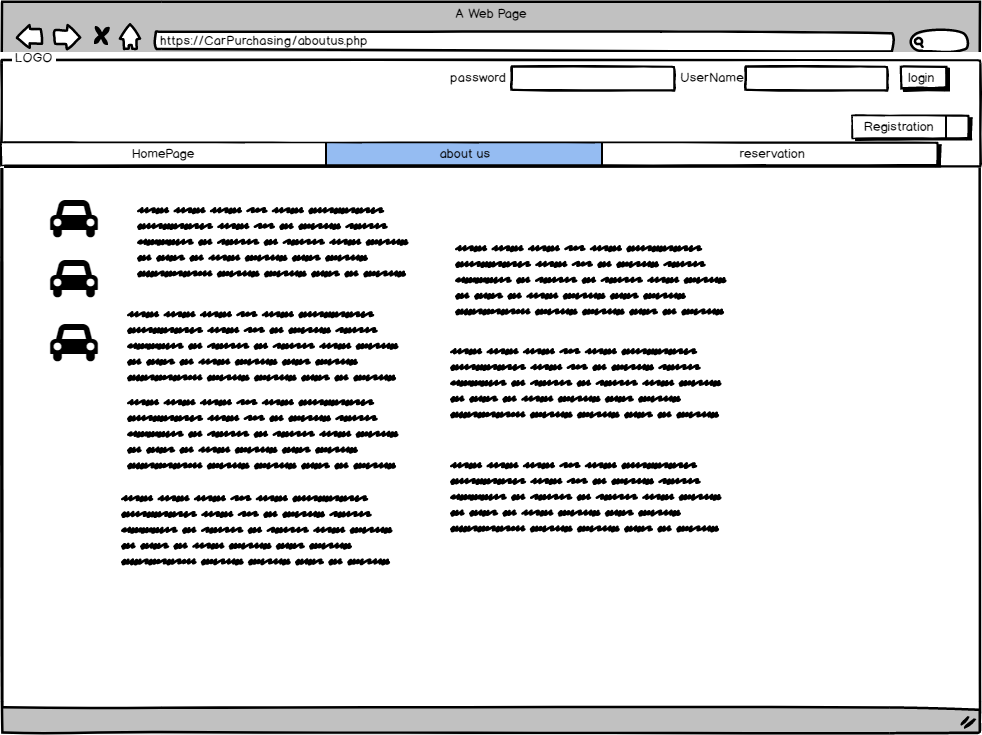 A Web Page
https://CarPurchasing/aboutus.php
LOGO
password UserName login
Registration
HomePage about us reservation